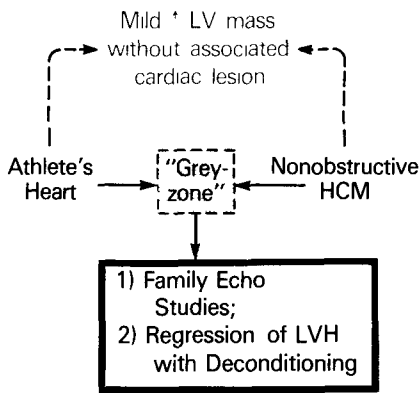 Mild ↑ LV mass
without associated
cardiac lesion
Athlete's
Heart
"Grey-
zone"
Nonobstructive
HCM
1) Family Echo
Studies;
2) Regression of LVH
with Deconditioning